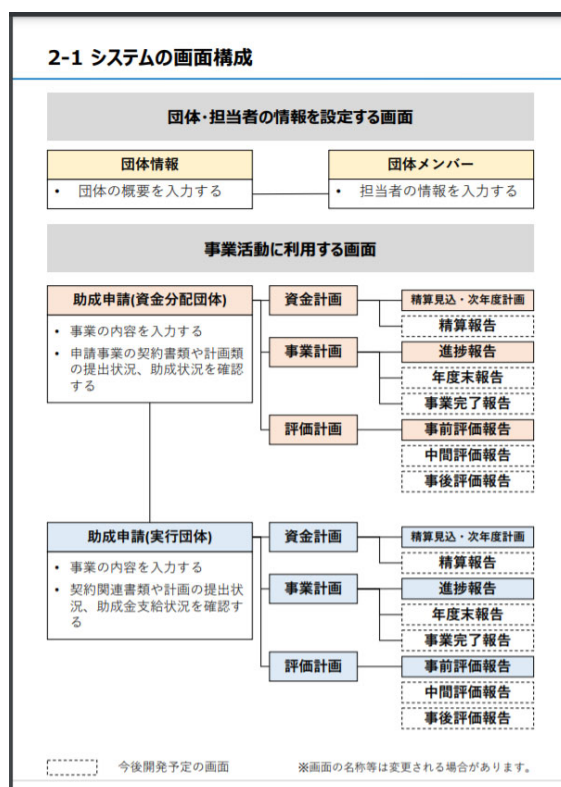 2-1 システムの画面構成
団体・担当者の情報を設定する画面
団体情報
• 団体の概要を入力する
団体メンバー
• 担当者の情報を入力する
事業活動に利用する画面
助成申請(資金分配団体)
• 事業の内容を入力する
• 申請事業の契約書類や計画類
の提出状況、助成状況を確認
する
資金計画
精算見込・次年度計画
精算報告
事業計画
進捗報告
年度末報告
事業完了報告
評価計画
事前評価報告
中間評価報告
事後評価報告
助成申請(実行団体)
• 事業の内容を入力する
• 契約関連書類や計画の提出状
況、助成金支給状況を確認す
る
資金計画
精算見込・次年度計画
精算報告
事業計画
進捗報告
年度末報告
事業完了報告
評価計画
事前評価報告
中間評価報告
事後評価報告
今後開発予定の画面
※画面の名称等は変更される場合があります。